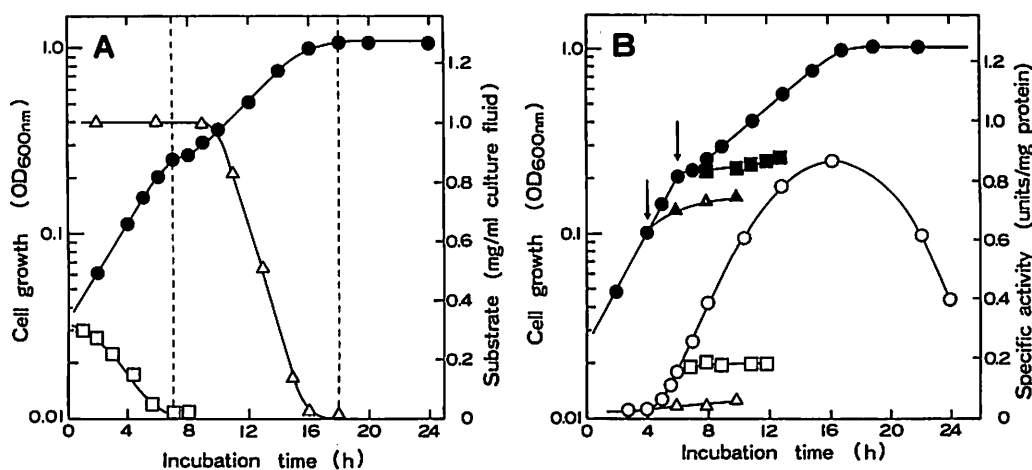 A
Cell growth (OD600nm)
1.0
0.1
0.01
1.2
1.0
0.8
0.6
0.4
0.2
0
Substrate (mg/ml culture fluid)
0 4 8 12 16 20 24
Incubation time (h)
B
Cell growth (OD600nm)
1.0
0.1
0.01
1.2
1.0
0.8
0.6
0.4
0.2
0
Specific activity (units/mg protein)
0 4 8 12 16 20 24
Incubation time (h)